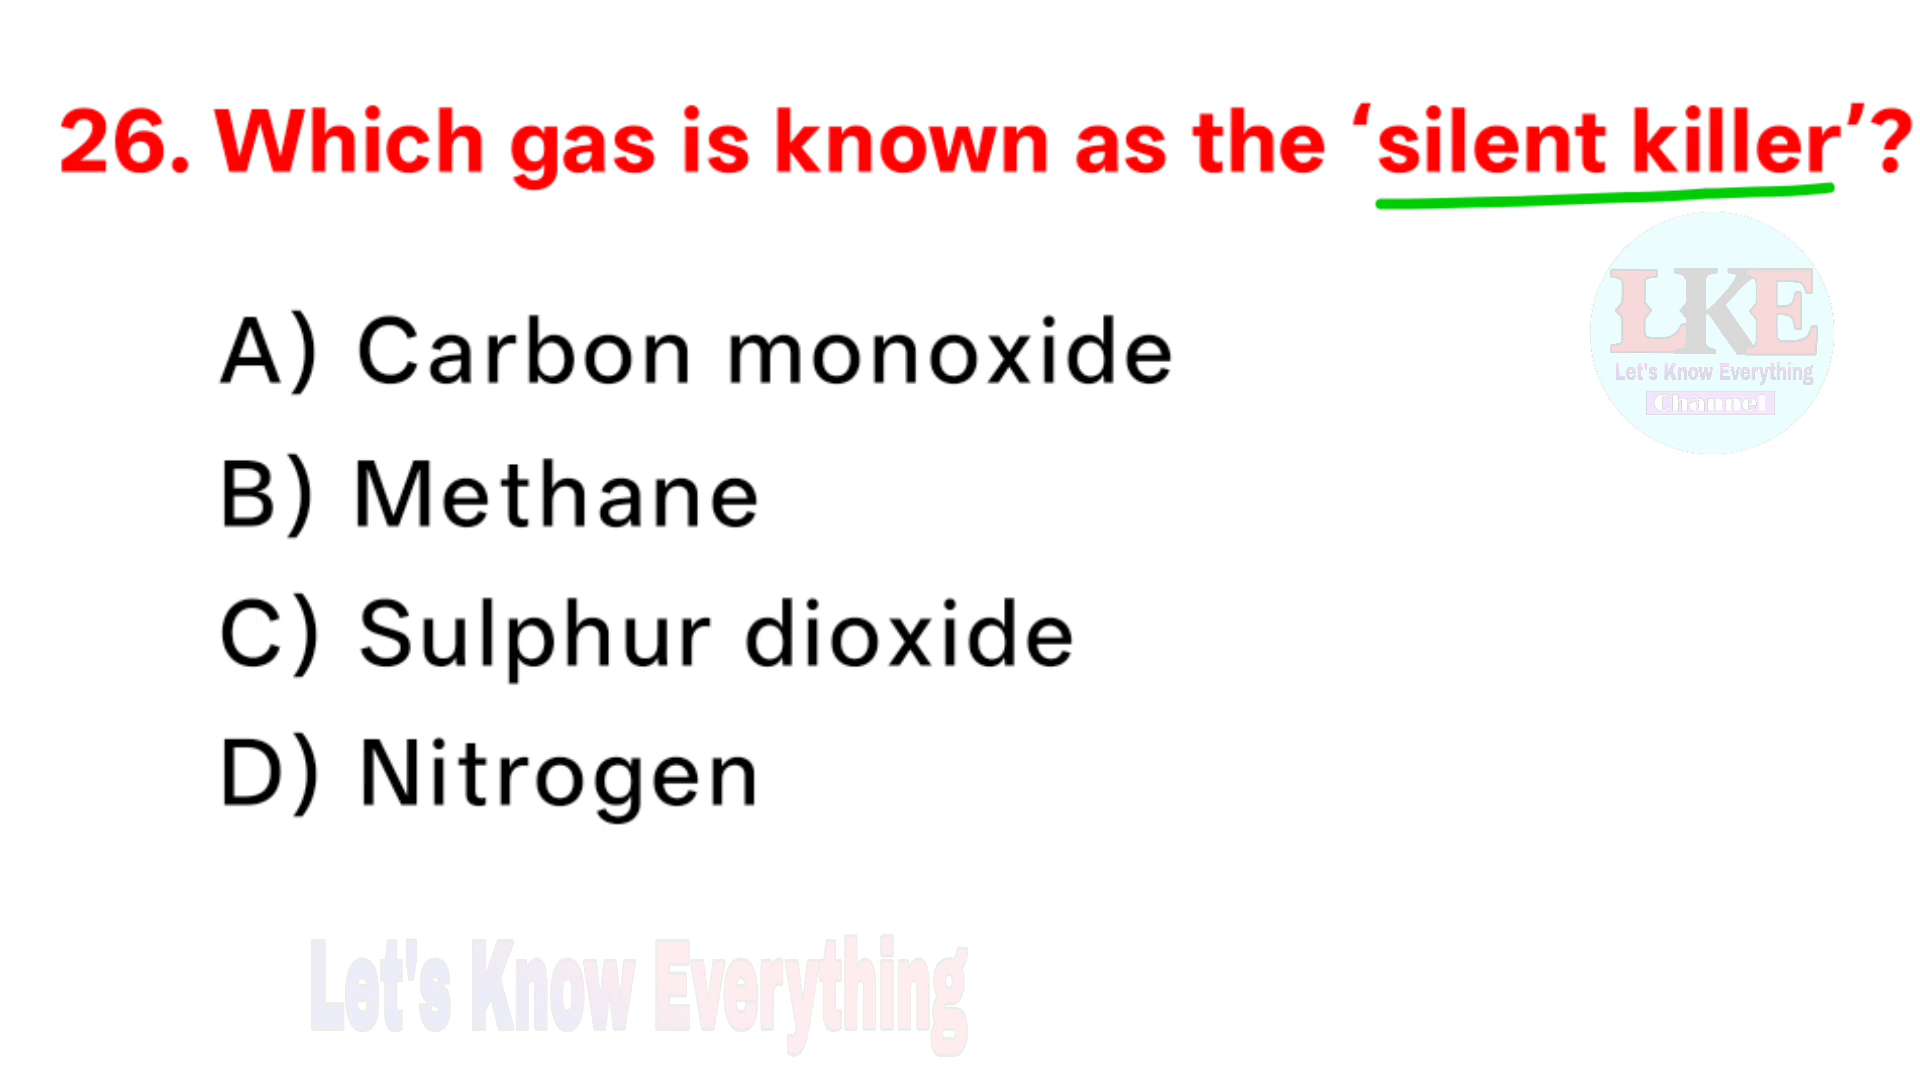 26. Which gas is known as the ‘silent killer’?
LKE
Let's Know Everything
Channel
A) Carbon monoxide
B) Methane
C) Sulphur dioxide
D) Nitrogen
Let's Know Everything